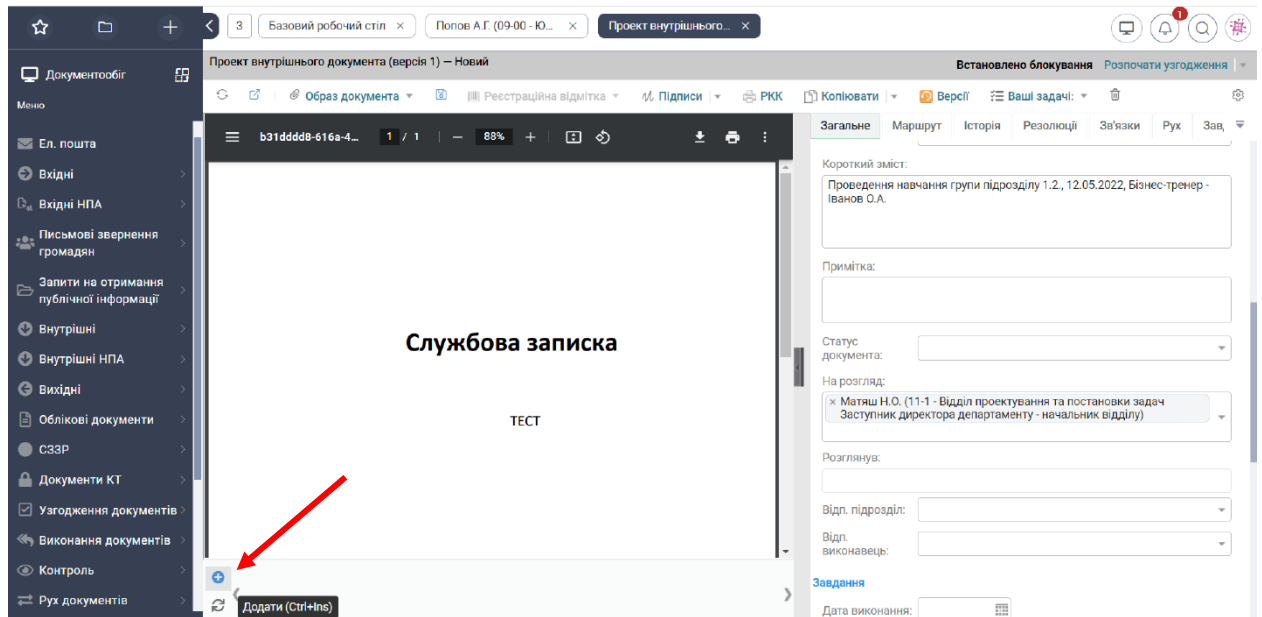 3
Базовий робочий стіл ×
Попов А.Г. (09-00 - Ю... ×
Проект внутрішнього... ×
1
Документообіг
Меню
Ел. пошта
Вхідні
Вхідні НПА
Письмові звернення
громадян
Запити на отримання
публічної інформації
Внутрішні
Внутрішні НПА
Вихідні
Облікові документи
СЗЗР
Документи КТ
Узгодження документів
Виконання документів
Контроль
Рух документів
Проект внутрішнього документа (версія 1) — Новий
Встановлено блокування Розпочати узгодження
Образ документа
Реєстраційна відмітка
Підписи
РКК
Копіювати
Версії
Ваші задачі:
b31dddd8-616a-4... 1 / 1 — 88% +
Службова записка
ТЕСТ
Додати (Ctrl+Ins)
Загальне Маршрут Історія Резолюції Зв'язки Рух Зав,
Короткий зміст:
Проведення навчання групи підрозділу 1.2., 12.05.2022, Бізнес-тренер -
Іванов О.А.
Примітка:
Статус
документа:
На розгляд:
× Матяш Н.О. (11-1 - Відділ проектування та постановки задач
Заступник директора департаменту - начальник відділу)
Розглянув:
Відп. підрозділ:
Відп.
виконавець:
Завдання
Дата виконання: